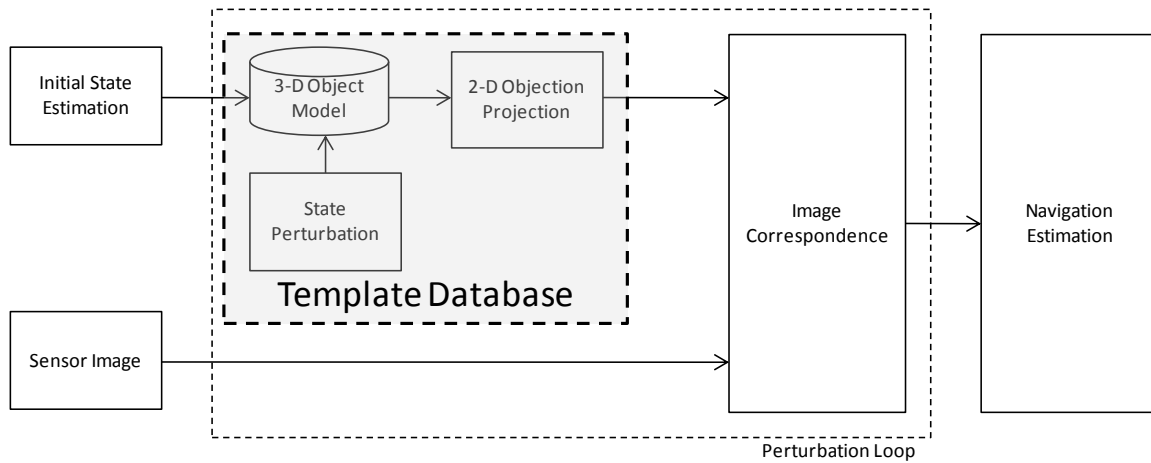 Initial State
Estimation
3-D Object
Model
2-D Objection
Projection
State
Perturbation
Template Database
Sensor Image
Image
Correspondence
Navigation
Estimation
Perturbation Loop